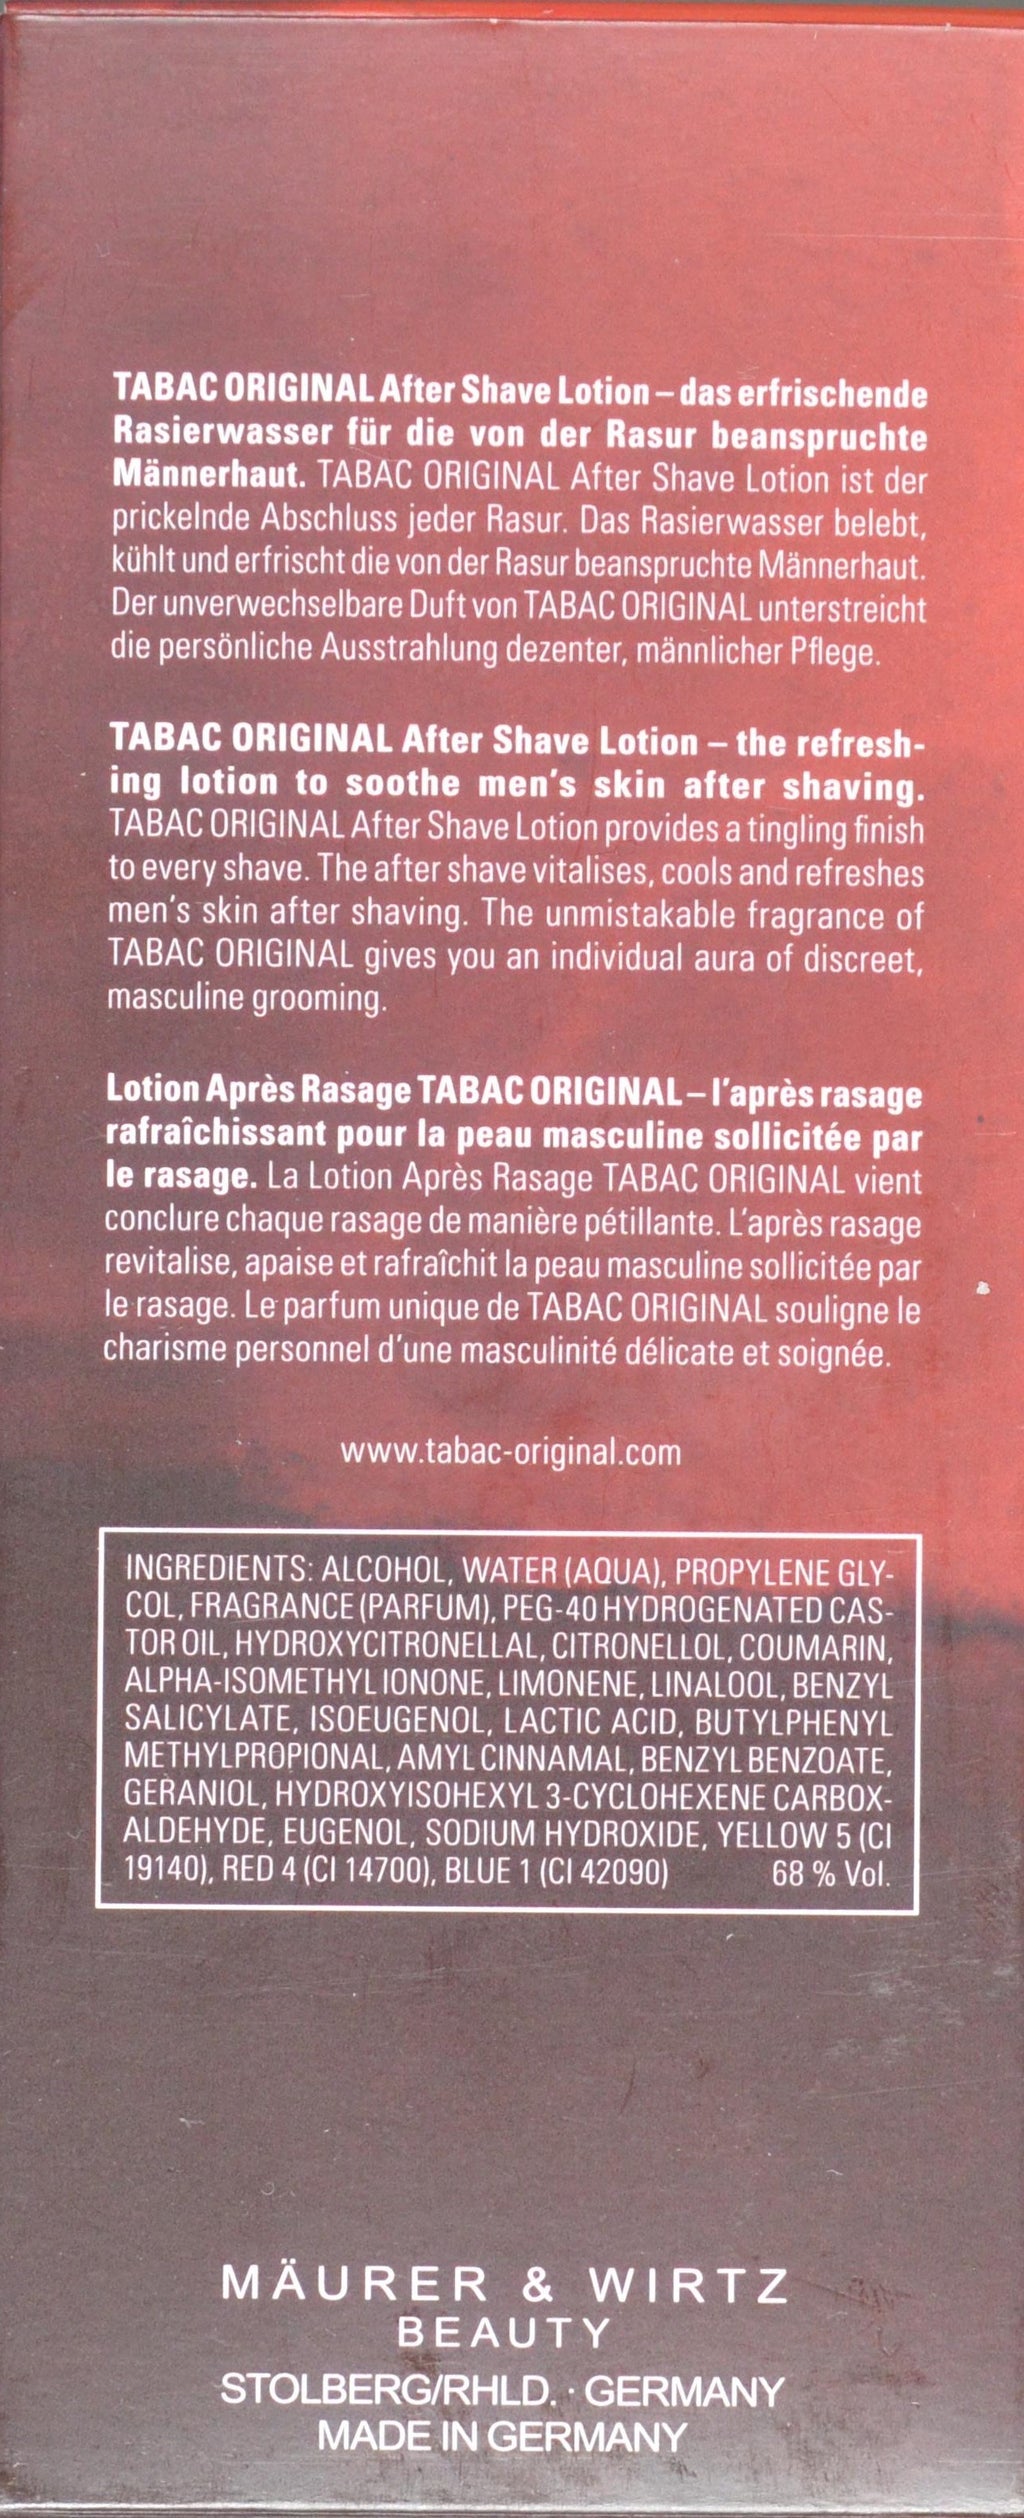 TABAC ORIGINAL After Shave Lotion – das erfrischende
Rasierwasser für die von der Rasur beanspruchte
Männerhaut. TABAC ORIGINAL After Shave Lotion ist der
prickelnde Abschluss jeder Rasur. Das Rasierwasser belebt,
kühlt und erfrischt die von der Rasur beanspruchte Männerhaut.
Der unverwechselbare Duft von TABAC ORIGINAL unterstreicht
die persönliche Ausstrahlung dezenter, männlicher Pflege.
TABAC ORIGINAL After Shave Lotion – the refresh-
ing lotion to soothe men's skin after shaving.
TABAC ORIGINAL After Shave Lotion provides a tingling finish
to every shave. The after shave vitalises, cools and refreshes
men's skin after shaving. The unmistakable fragrance of
TABAC ORIGINAL gives you an individual aura of discreet,
masculine grooming.
Lotion Après Rasage TABAC ORIGINAL – l'après rasage
rafraîchissant pour la peau masculine sollicitée par
le rasage. La Lotion Après Rasage TABAC ORIGINAL vient
conclure chaque rasage de manière pétillante. L'après rasage
revitalise, apaise et rafraîchit la peau masculine sollicitée par
le rasage. Le parfum unique de TABAC ORIGINAL souligne le
charisme personnel d'une masculinité délicate et soignée.
www.tabac-original.com
INGREDIENTS: ALCOHOL, WATER (AQUA), PROPYLENE GLY-
COL, FRAGRANCE (PARFUM), PEG-40 HYDROGENATED CAS-
TOR OIL, HYDROXYCITRONELLAL, CITRONELLOL, COUMARIN,
ALPHA-ISOMETHYL IONONE, LIMONENE, LINALOOL, BENZYL
SALICYLATE, ISOEUGENOL, LACTIC ACID, BUTYLPHENYL
METHYLPROPIONAL, AMYL CINNAMAL, BENZYL BENZOATE,
GERANIOL, HYDROXYISOHEXYL 3-CYCLOHEXENE CARBOX-
ALDEHYDE, EUGENOL, SODIUM HYDROXIDE, YELLOW 5 (CI
19140), RED 4 (CI 14700), BLUE 1 (CI 42090) 68 % Vol.
MÄURER & WIRTZ
BEAUTY
STOLBERG/RHLD. · GERMANY
MADE IN GERMANY